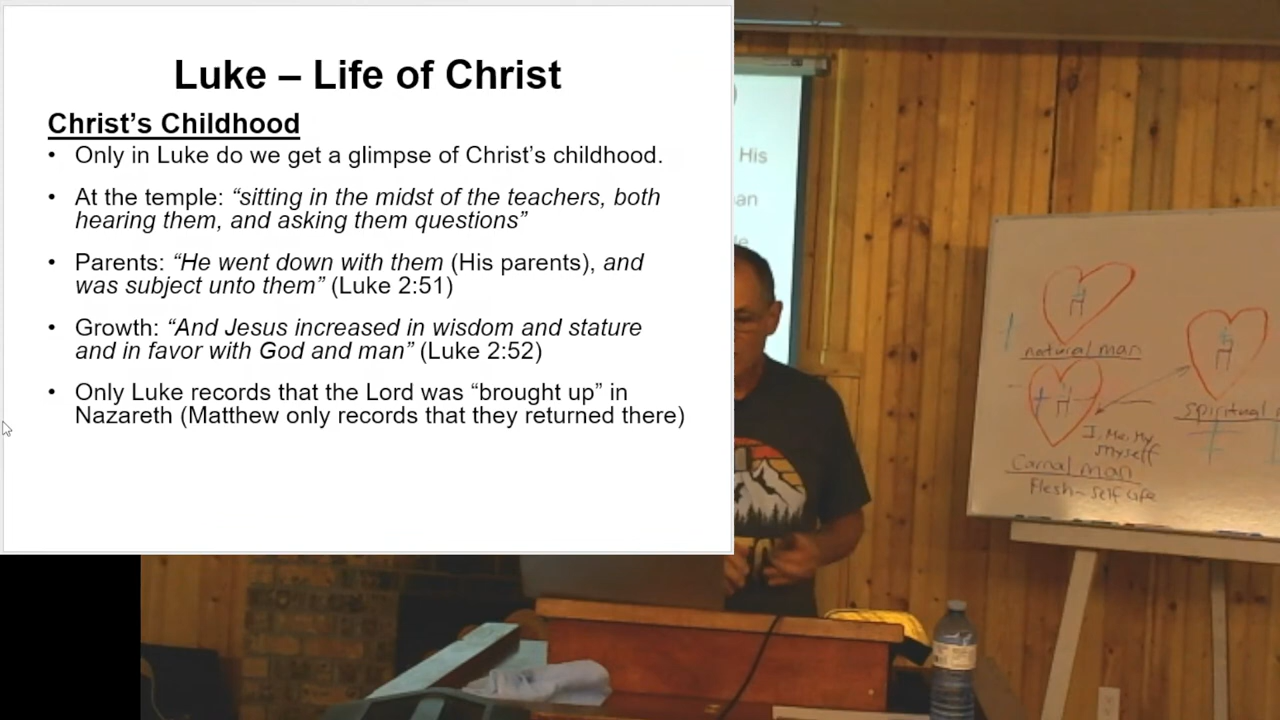 Luke – Life of Christ
Christ’s Childhood
• Only in Luke do we get a glimpse of Christ’s childhood.
• At the temple: “sitting in the midst of the teachers, both
hearing them, and asking them questions”
• Parents: “He went down with them (His parents), and
was subject unto them” (Luke 2:51)
• Growth: “And Jesus increased in wisdom and stature
and in favor with God and man” (Luke 2:52)
• Only Luke records that the Lord was “brought up” in
Nazareth (Matthew only records that they returned there)
His
natural man
I, Me, My
Myself
Carnal man
Flesh - Self Life
spiritual